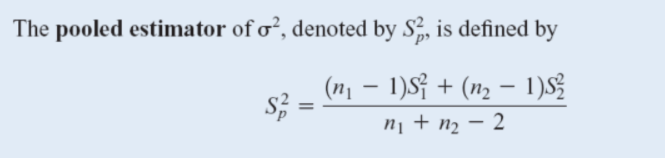 The pooled estimator of σ², denoted by S²ₚ, is defined by
S²ₚ = \frac{(n₁ − 1)S²₁ + (n₂ − 1)S²₂}{n₁ + n₂ − 2}